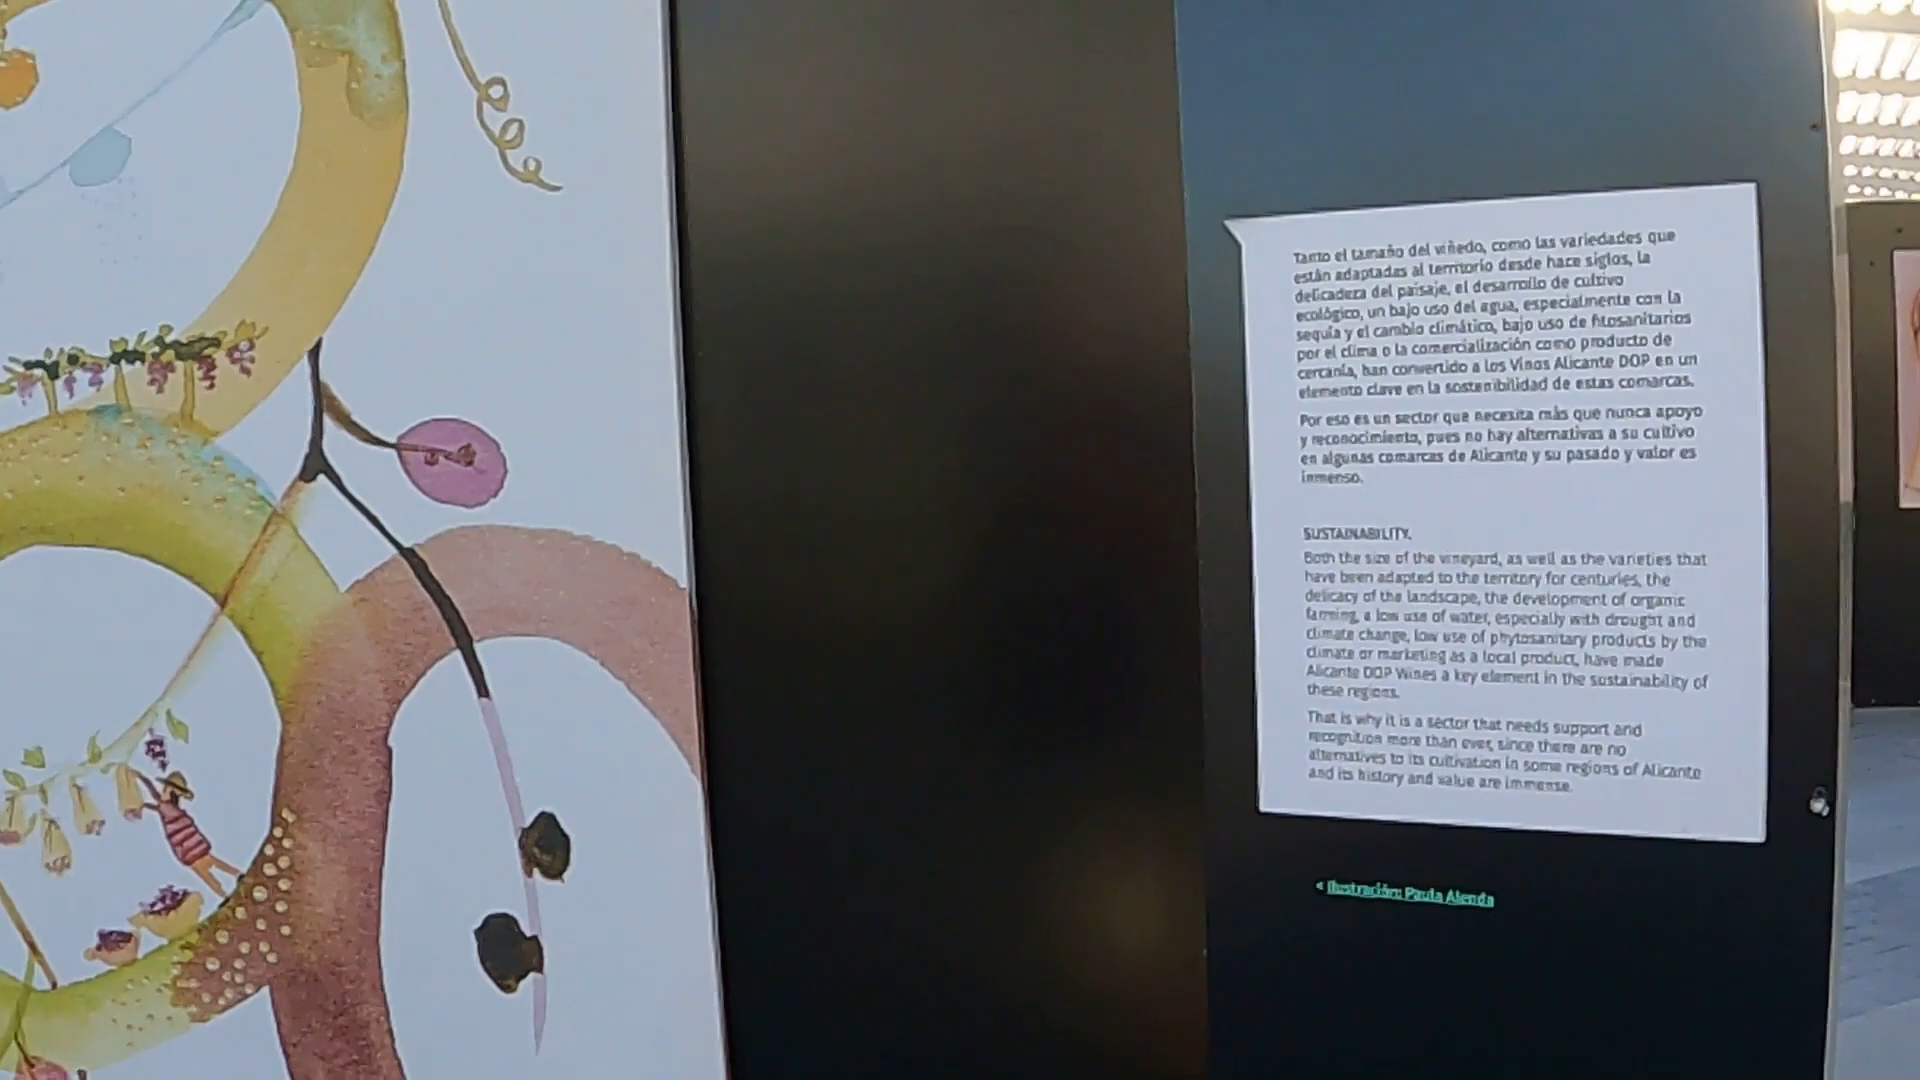 Tanto el tamaño del viñedo, como las variedades que
están adaptadas al territorio desde hace siglos, la
delicadeza del paisaje, el desarrollo de cultivo
ecológico, un bajo uso del agua, especialmente con la
sequía y el cambio climático, bajo uso de fitosanitarios
por el clima o la comercialización como producto de
cercanía, han convertido a los Vinos Alicante DOP en un
elemento clave en la sostenibilidad de estas comarcas.
Por eso es un sector que necesita más que nunca apoyo
y reconocimiento, pues no hay alternativas a su cultivo
en algunas comarcas de Alicante y su pasado y valor es
inmenso.
SUSTAINABILITY.
Both the size of the vineyard, as well as the varieties that
have been adapted to the territory for centuries, the
delicacy of the landscape, the development of organic
farming, a low use of water, especially with drought and
climate change, low use of phytosanitary products by the
climate or marketing as a local product, have made
Alicante DOP Wines a key element in the sustainability of
these regions.
That is why it is a sector that needs support and
recognition more than ever, since there are no
alternatives to its cultivation in some regions of Alicante
and its history and value are immense.
< Ilustración: Paula Alenda